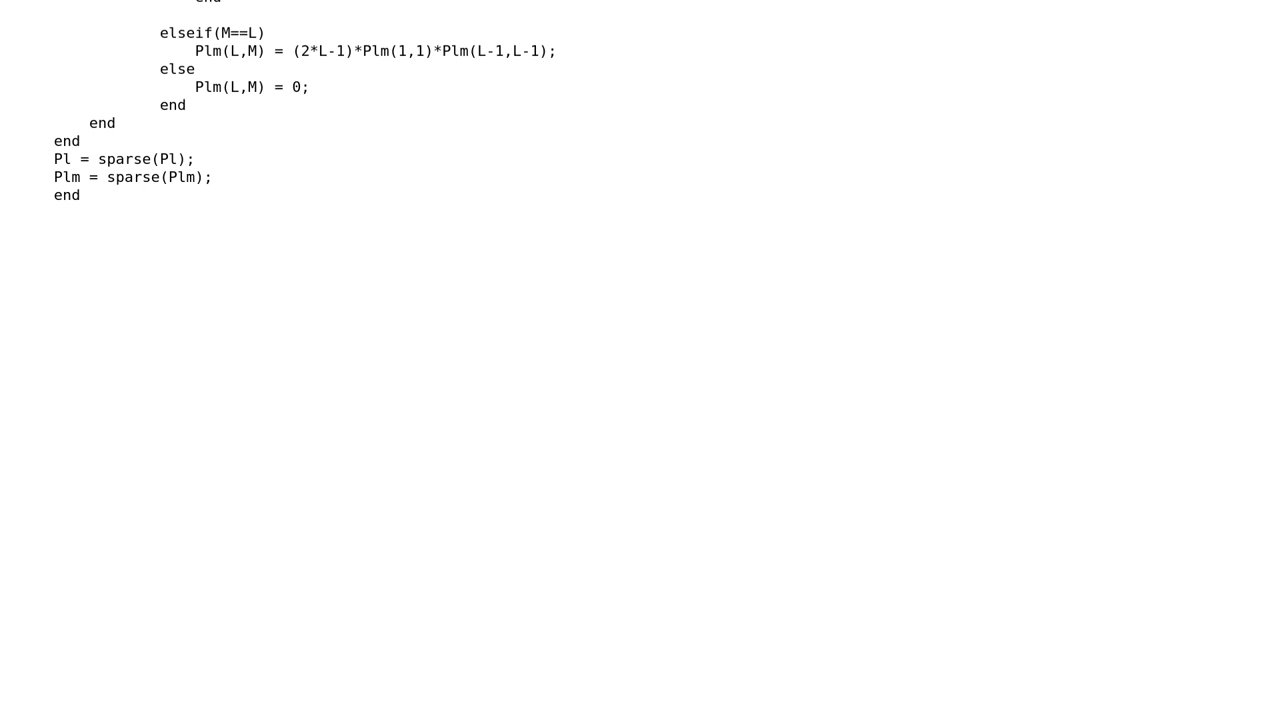 end
elseif(M==L)
Plm(L,M) = (2*L-1)*Plm(1,1)*Plm(L-1,L-1);
else
Plm(L,M) = 0;
end
end
end
Pl = sparse(Pl);
Plm = sparse(Plm);
end